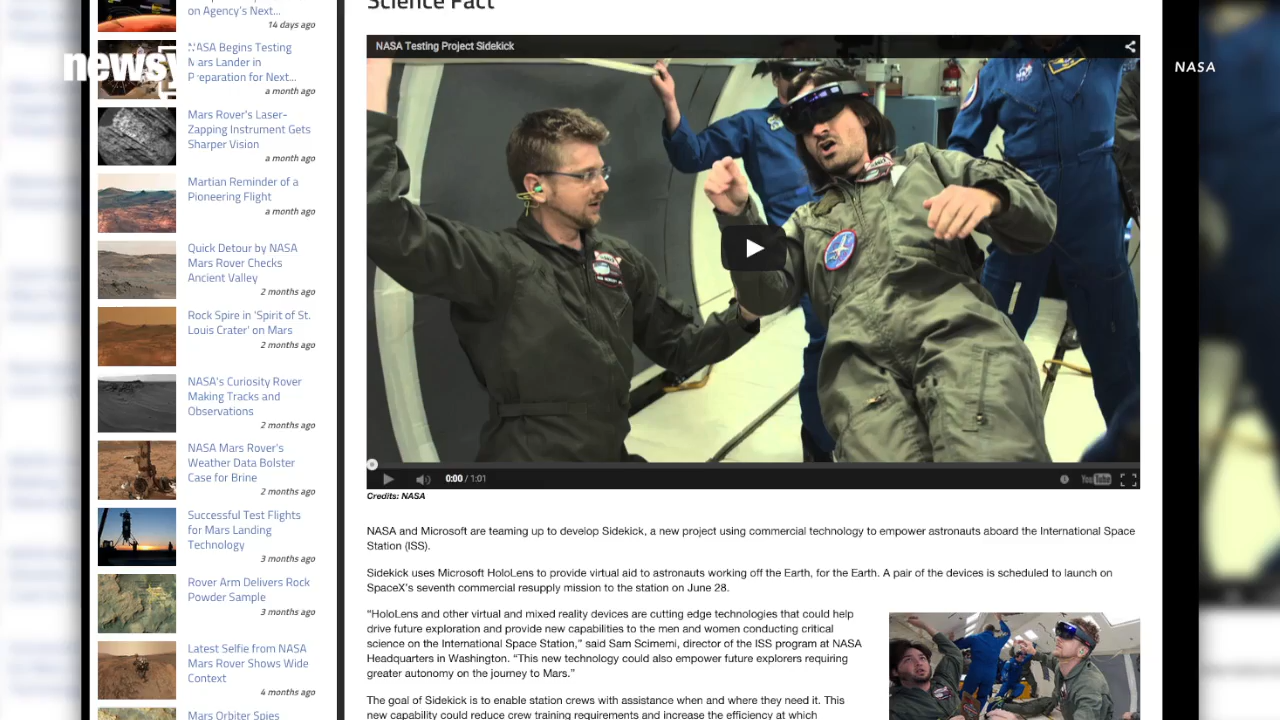 Science Fact
on Agency's Next...
14 days ago
NASA Begins Testing
Mars Lander in
Preparation for Next...
a month ago
Mars Rover's Laser-
Zapping Instrument Gets
Sharper Vision
a month ago
Martian Reminder of a
Pioneering Flight
a month ago
Quick Detour by NASA
Mars Rover Checks
Ancient Valley
2 months ago
Rock Spire in 'Spirit of St.
Louis Crater' on Mars
2 months ago
NASA's Curiosity Rover
Making Tracks and
Observations
2 months ago
NASA Mars Rover's
Weather Data Bolster
Case for Brine
2 months ago
Successful Test Flights
for Mars Landing
Technology
3 months ago
Rover Arm Delivers Rock
Powder Sample
3 months ago
Latest Selfie from NASA
Mars Rover Shows Wide
Context
4 months ago
Mars Orbiter Spies
newsy
NASA
NASA Testing Project Sidekick
0:00 / 1:01
YouTube
Credits: NASA
NASA and Microsoft are teaming up to develop Sidekick, a new project using commercial technology to empower astronauts aboard the International Space
Station (ISS).
Sidekick uses Microsoft HoloLens to provide virtual aid to astronauts working off the Earth, for the Earth. A pair of the devices is scheduled to launch on
SpaceX's seventh commercial resupply mission to the station on June 28.
"HoloLens and other virtual and mixed reality devices are cutting edge technologies that could help
drive future exploration and provide new capabilities to the men and women conducting critical
science on the International Space Station," said Sam Scimemi, director of the ISS program at NASA
Headquarters in Washington. "This new technology could also empower future explorers requiring
greater autonomy on the journey to Mars."
The goal of Sidekick is to enable station crews with assistance when and where they need it. This
new capability could reduce crew training requirements and increase the efficiency at which